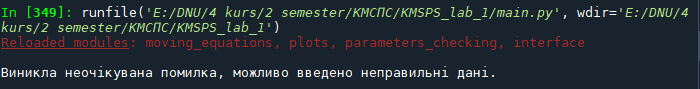 In [349]: runfile('E:/DNU/4 kurs/2 semester/КМСПС/KMSPS_lab_1/main.py', wdir='E:/DNU/4
kurs/2 semester/КМСПС/KMSPS_lab_1')
Reloaded modules: moving_equations, plots, parameters_checking, interface
Виникла неочікувана помилка, можливо введено неправильні дані.